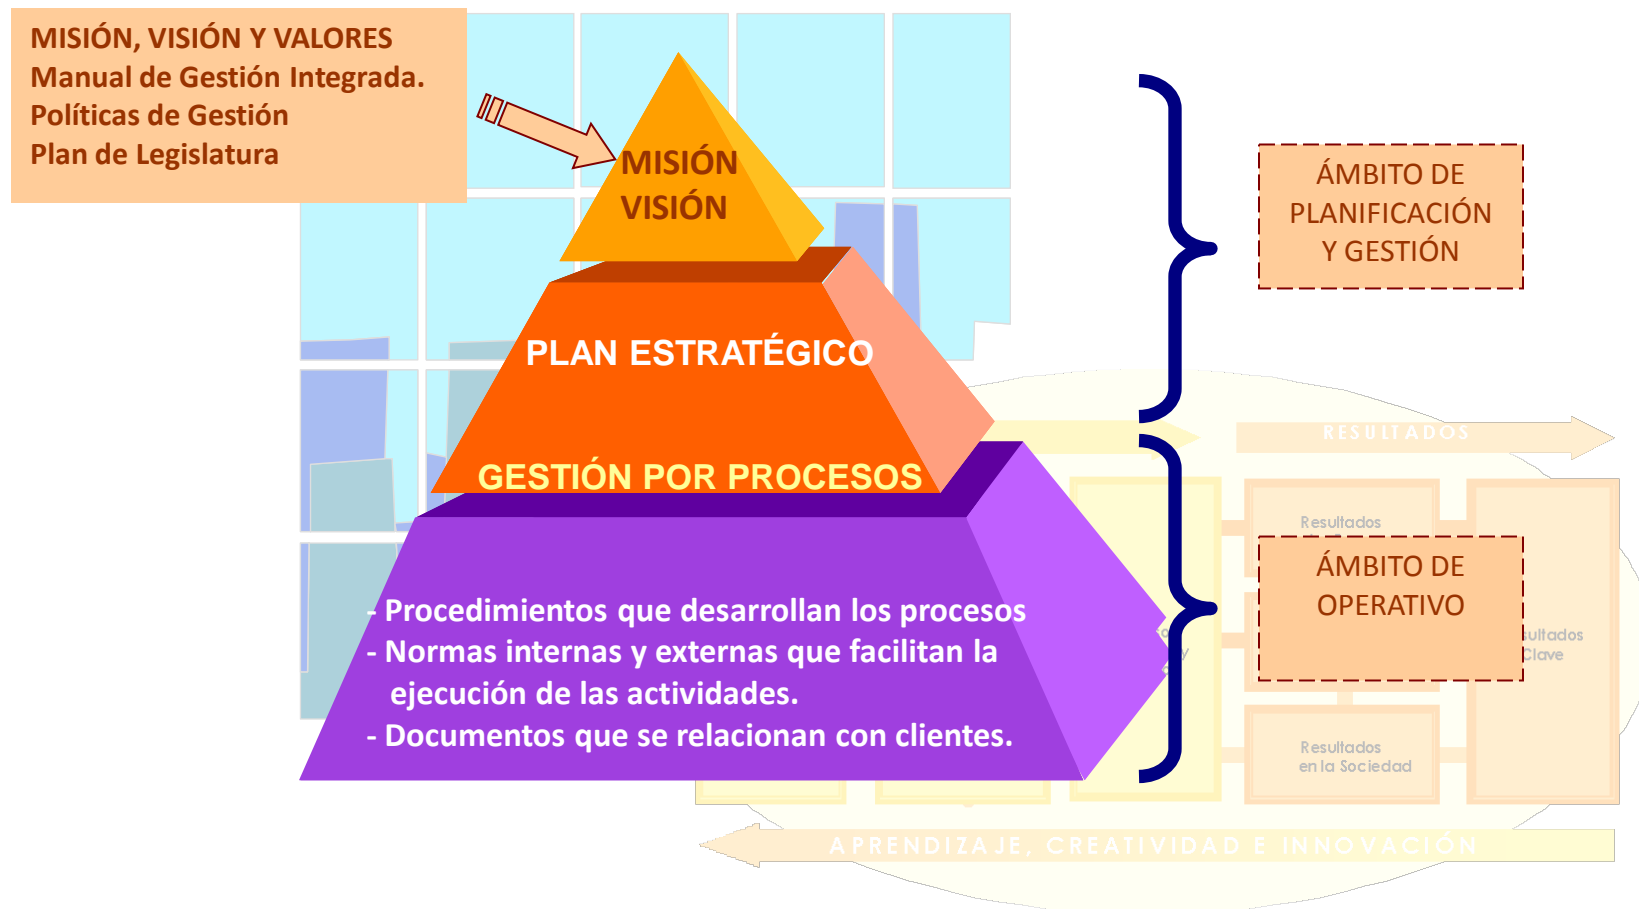 MISIÓN, VISIÓN Y VALORES
Manual de Gestión Integrada.
Políticas de Gestión
Plan de Legislatura
MISIÓN
VISIÓN
ÁMBITO DE
PLANIFICACIÓN
Y GESTIÓN
PLAN ESTRATÉGICO
RESULTADOS
GESTIÓN POR PROCESOS
Resultados
ÁMBITO DE
OPERATIVO
- Procedimientos que desarrollan los procesos
- Normas internas y externas que facilitan la
ejecución de las actividades.
- Documentos que se relacionan con clientes.
y
sultados
Clave
Resultados
en la Sociedad
APRENDIZAJE, CREATIVIDAD E INNOVACIÓN